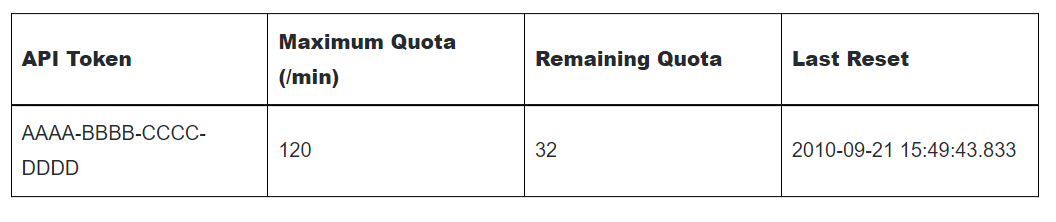 API Token
Maximum Quota
(/min)
Remaining Quota
Last Reset
AAAA-BBBB-CCCC-
DDDD
120
32
2010-09-21 15:49:43.833